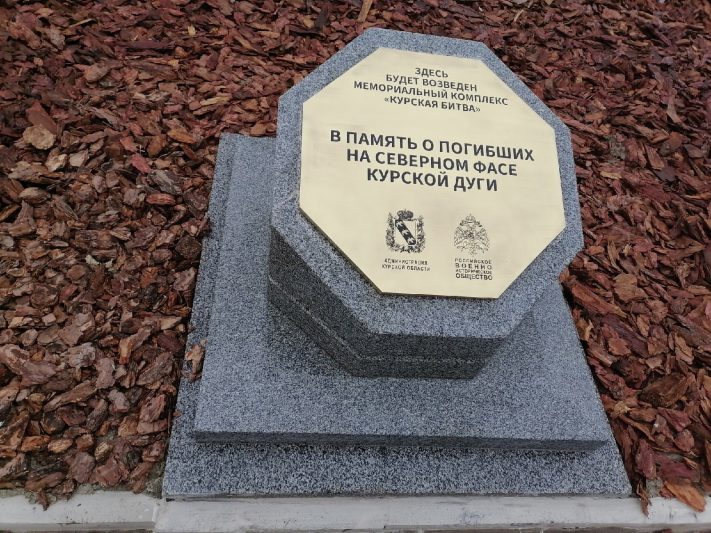 ЗДЕСЬ
БУДЕТ ВОЗВЕДЕН
МЕМОРИАЛЬНЫЙ КОМПЛЕКС
«КУРСКАЯ БИТВА»
В ПАМЯТЬ О ПОГИБШИХ
НА СЕВЕРНОМ ФАСЕ
КУРСКОЙ ДУГИ
АДМИНИСТРАЦИЯ
КУРСКОЙ ОБЛАСТИ
РОССИЙСКОЕ
ВОЕННО
ИСТОРИЧЕСКОЕ
ОБЩЕСТВО